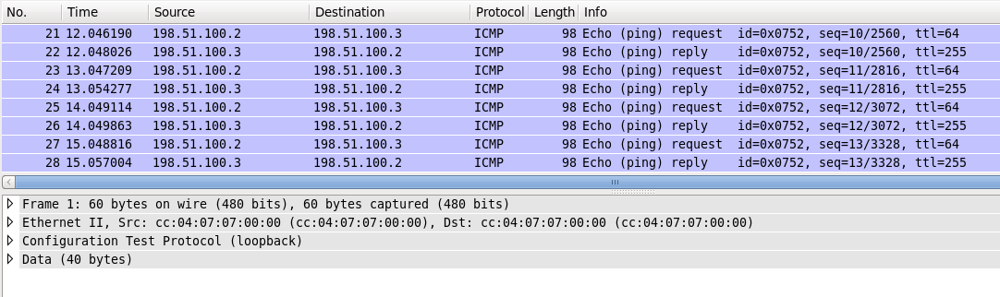 No. Time Source Destination Protocol Length Info
21 12.046190 198.51.100.2 198.51.100.3 ICMP 98 Echo (ping) request id=0x0752, seq=10/2560, ttl=64
22 12.048026 198.51.100.3 198.51.100.2 ICMP 98 Echo (ping) reply id=0x0752, seq=10/2560, ttl=255
23 13.047209 198.51.100.2 198.51.100.3 ICMP 98 Echo (ping) request id=0x0752, seq=11/2816, ttl=64
24 13.054277 198.51.100.3 198.51.100.2 ICMP 98 Echo (ping) reply id=0x0752, seq=11/2816, ttl=255
25 14.049114 198.51.100.2 198.51.100.3 ICMP 98 Echo (ping) request id=0x0752, seq=12/3072, ttl=64
26 14.049863 198.51.100.3 198.51.100.2 ICMP 98 Echo (ping) reply id=0x0752, seq=12/3072, ttl=255
27 15.048816 198.51.100.2 198.51.100.3 ICMP 98 Echo (ping) request id=0x0752, seq=13/3328, ttl=64
28 15.057004 198.51.100.3 198.51.100.2 ICMP 98 Echo (ping) reply id=0x0752, seq=13/3328, ttl=255
Frame 1: 60 bytes on wire (480 bits), 60 bytes captured (480 bits)
Ethernet II, Src: cc:04:07:07:00:00 (cc:04:07:07:00:00), Dst: cc:04:07:07:00:00 (cc:04:07:07:00:00)
Configuration Test Protocol (loopback)
Data (40 bytes)